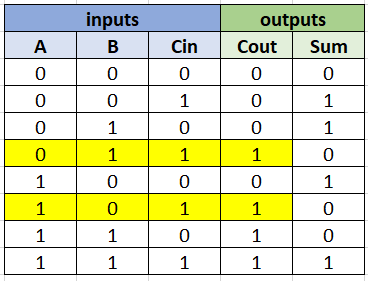 inputs outputs
A B Cin Cout Sum
0 0 0 0 0
0 0 1 0 1
0 1 0 0 1
0 1 1 1 0
1 0 0 0 1
1 0 1 1 0
1 1 0 1 0
1 1 1 1 1